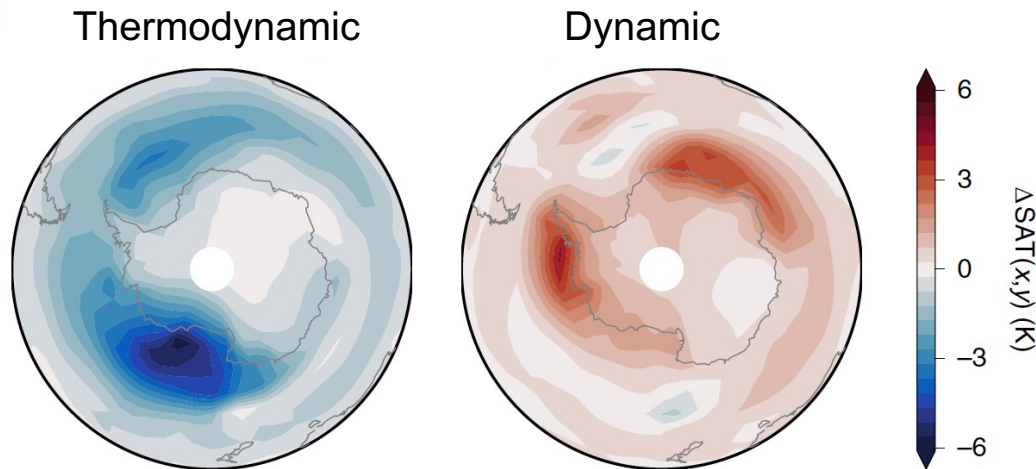 Thermodynamic
Dynamic
6
3
0
−3
−6
ΔSAT(x,y) (K)